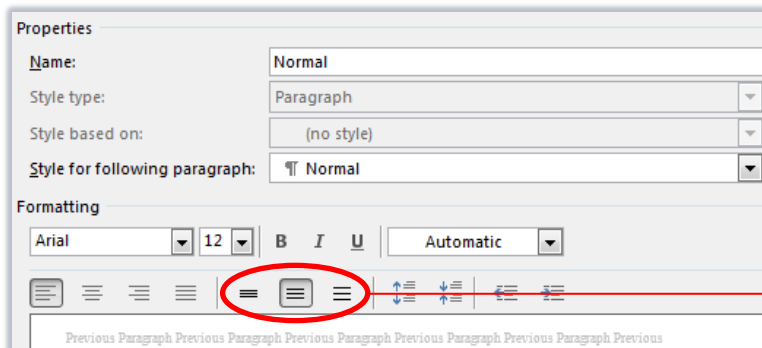 Properties
Name: Normal
Style type: Paragraph
Style based on: (no style)
Style for following paragraph: ¶ Normal
Formatting
Arial 12 B I U Automatic
Previous Paragraph Previous Paragraph Previous Paragraph Previous Paragraph Previous Paragraph Previous